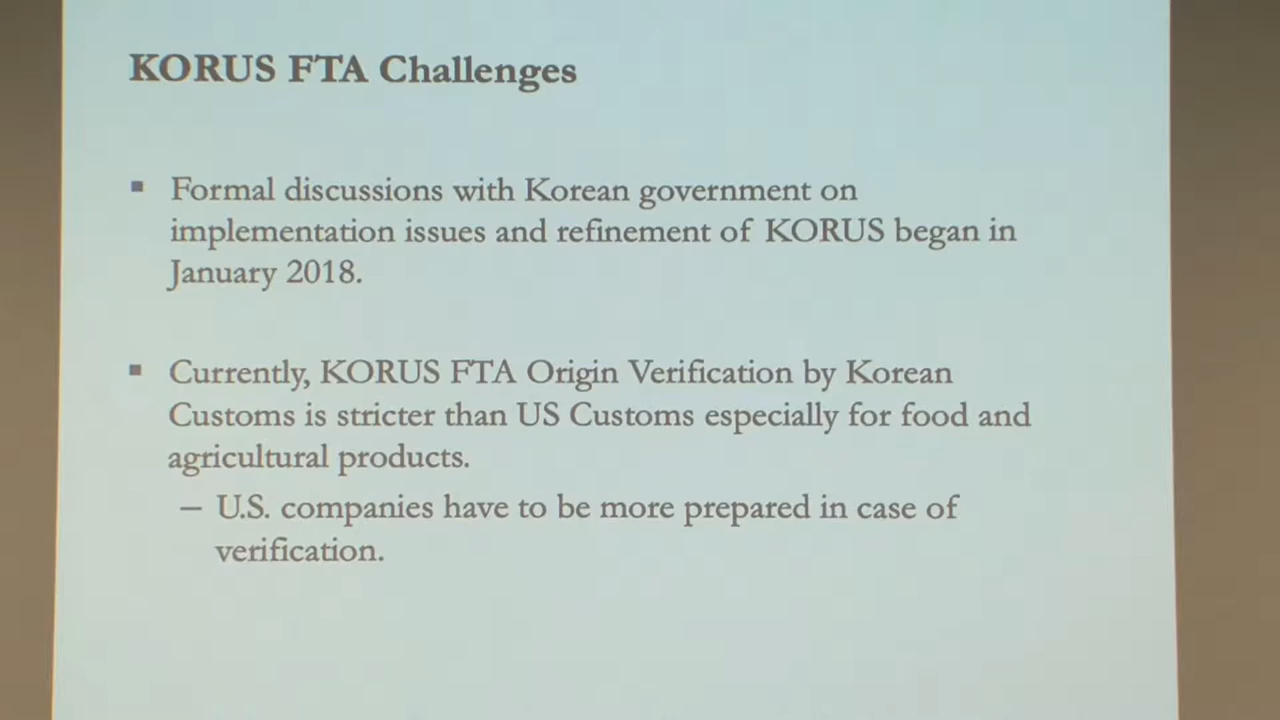 KORUS FTA Challenges
▪ Formal discussions with Korean government on
implementation issues and refinement of KORUS began in
January 2018.
▪ Currently, KORUS FTA Origin Verification by Korean
Customs is stricter than US Customs especially for food and
agricultural products.
– U.S. companies have to be more prepared in case of
verification.